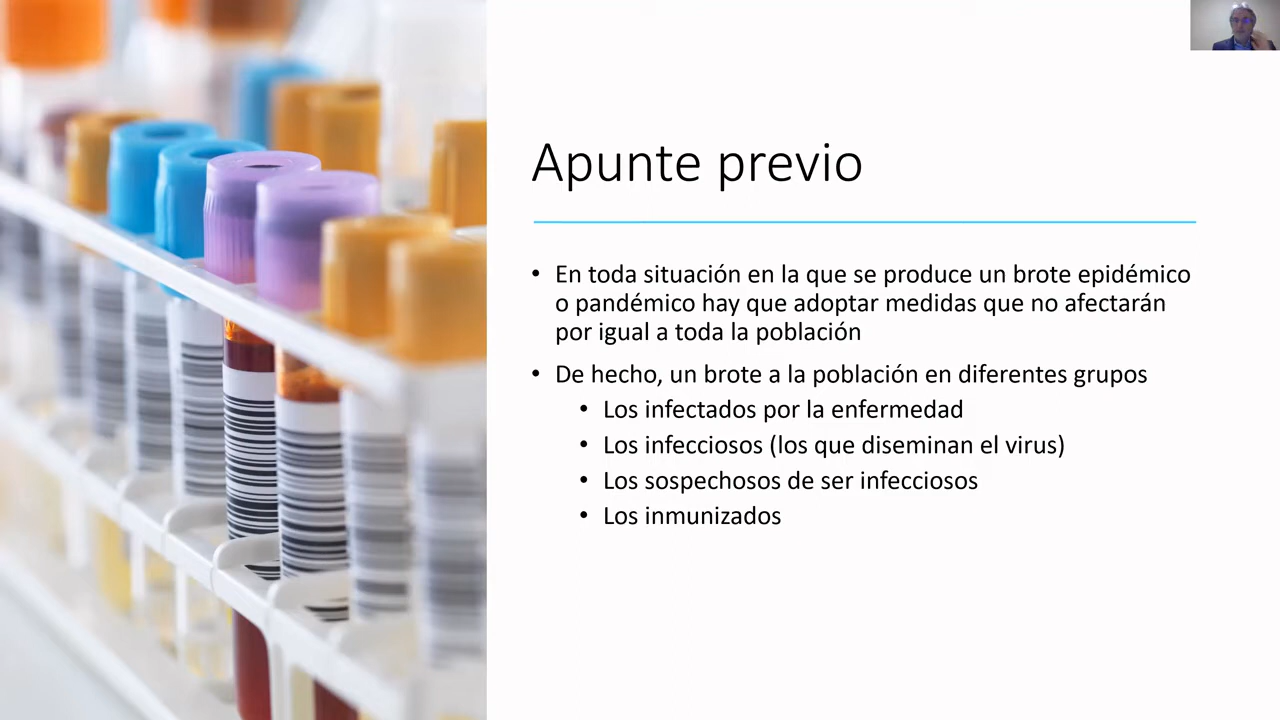 Apunte previo
• En toda situación en la que se produce un brote epidémico
o pandémico hay que adoptar medidas que no afectarán
por igual a toda la población
• De hecho, un brote a la población en diferentes grupos
• Los infectados por la enfermedad
• Los infecciosos (los que diseminan el virus)
• Los sospechosos de ser infecciosos
• Los inmunizados